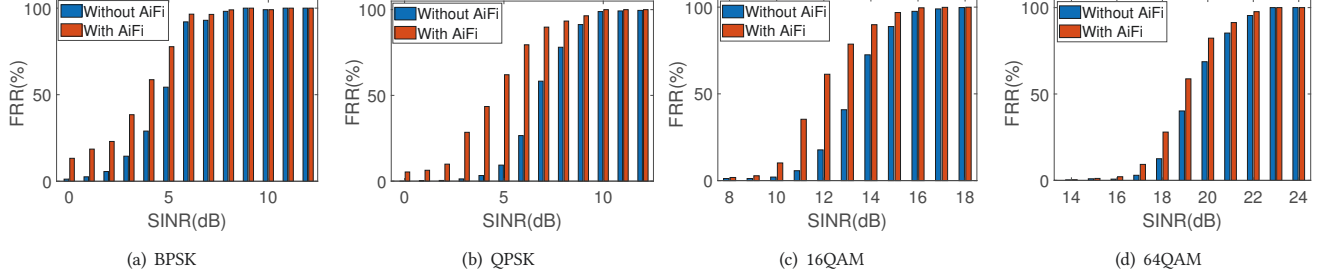 100
50
0
FRR(%)
Without AiFi
With AiFi
0 5 10
SINR(dB)
(a) BPSK
100
50
0
FRR(%)
Without AiFi
With AiFi
0 5 10
SINR(dB)
(b) QPSK
100
50
0
FRR(%)
Without AiFi
With AiFi
8 10 12 14 16 18
SINR(dB)
(c) 16QAM
100
50
0
FRR(%)
Without AiFi
With AiFi
14 16 18 20 22 24
SINR(dB)
(d) 64QAM